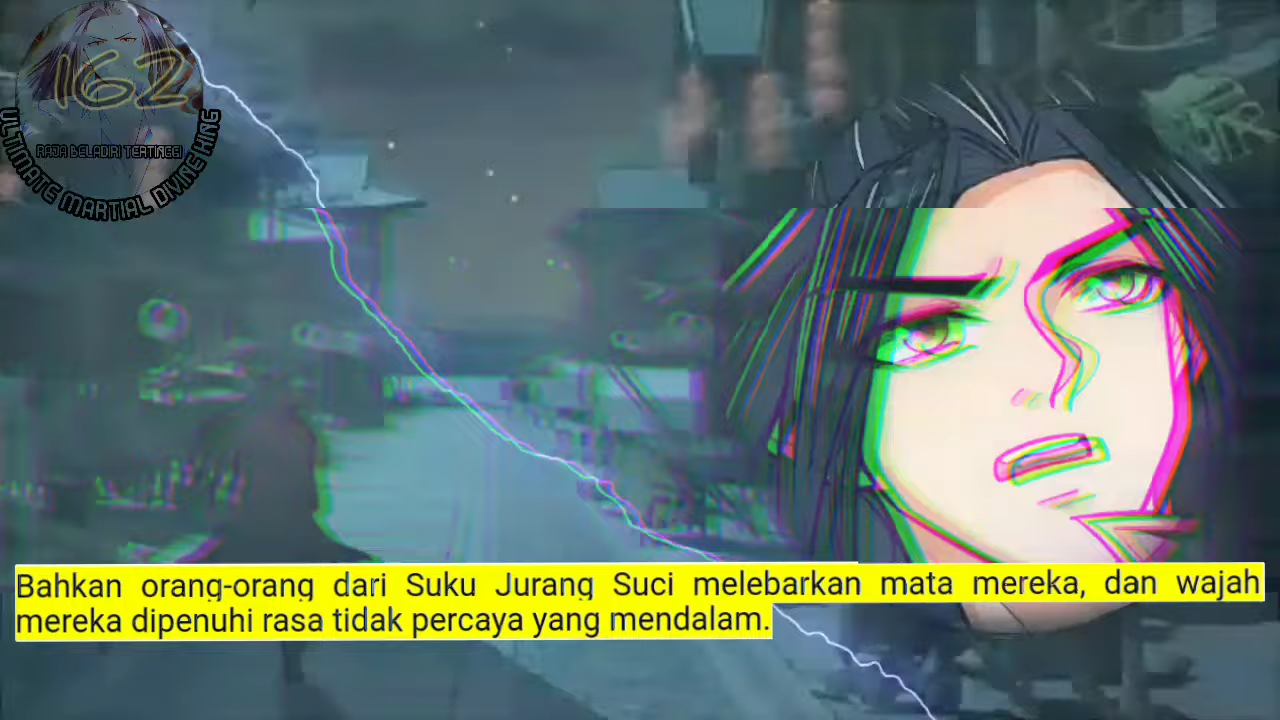 162
RAJA BELADIRI TERTINGGI
ULTIMATE MARTIAL DIVINE KING
Bahkan orang-orang dari Suku Jurang Suci melebarkan mata mereka, dan wajah
mereka dipenuhi rasa tidak percaya yang mendalam.